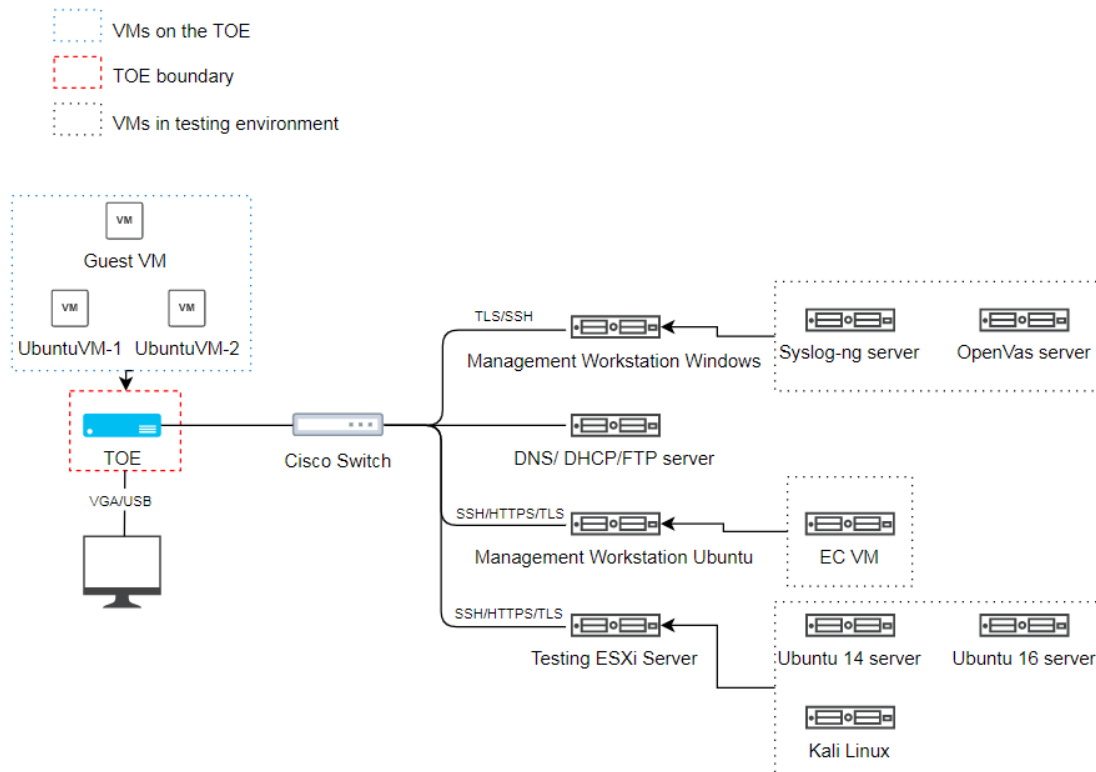 VMs on the TOE
TOE boundary
VMs in testing environment
VM
Guest VM
VM
VM
UbuntuVM-1
UbuntuVM-2
TOE
VGA/USB
Cisco Switch
TLS/SSH
Management Workstation Windows
Syslog-ng server
OpenVas server
DNS/ DHCP/FTP server
SSH/HTTPS/TLS
Management Workstation Ubuntu
EC VM
SSH/HTTPS/TLS
Testing ESXi Server
Ubuntu 14 server
Ubuntu 16 server
Kali Linux